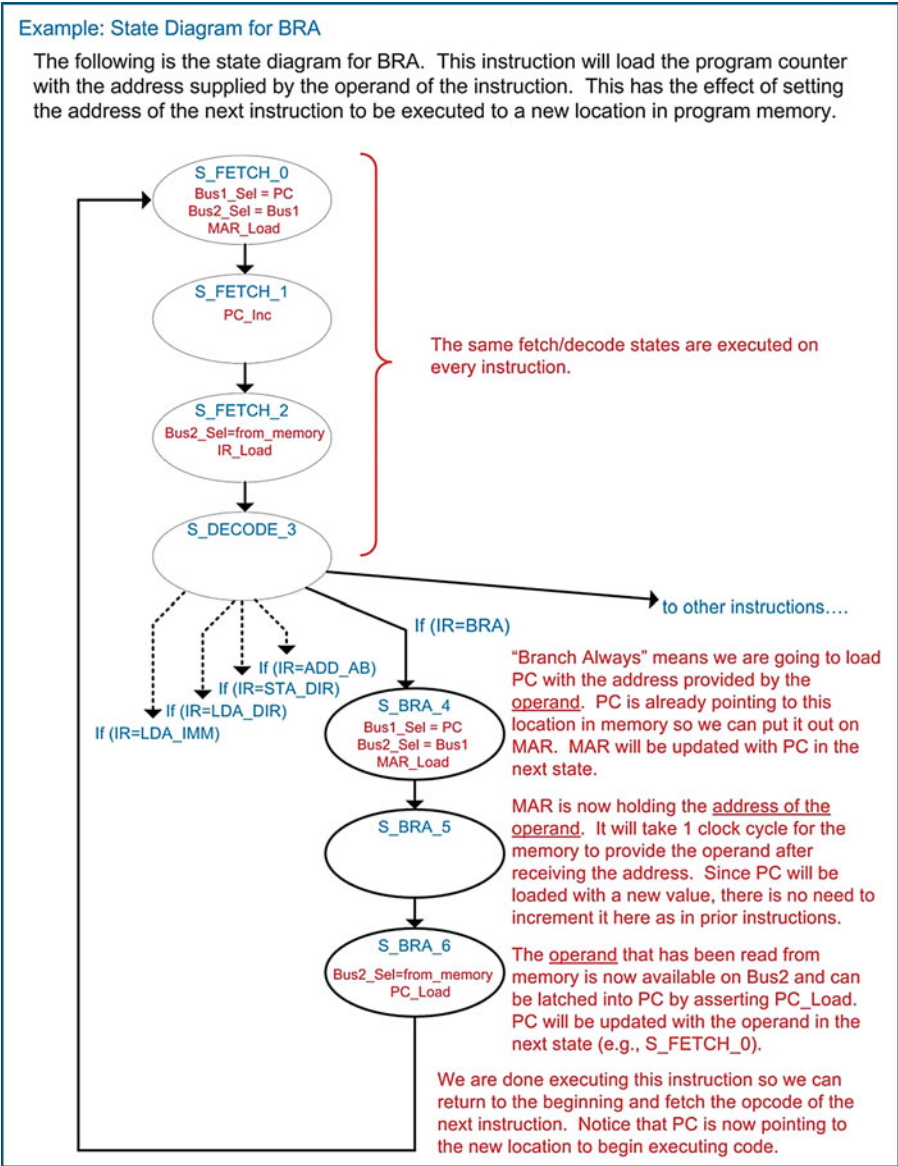 Example: State Diagram for BRA
The following is the state diagram for BRA.  This instruction will load the program counter
with the address supplied by the operand of the instruction.  This has the effect of setting
the address of the next instruction to be executed to a new location in program memory.
S_FETCH_0
Bus1_Sel = PC
Bus2_Sel = Bus1
MAR_Load
S_FETCH_1
PC_Inc
The same fetch/decode states are executed on
every instruction.
S_FETCH_2
Bus2_Sel=from_memory
IR_Load
S_DECODE_3
to other instructions....
If (IR=BRA)
If (IR=ADD_AB)
If (IR=STA_DIR)
If (IR=LDA_DIR)
If (IR=LDA_IMM)
S_BRA_4
Bus1_Sel = PC
Bus2_Sel = Bus1
MAR_Load
"Branch Always" means we are going to load
PC with the address provided by the
operand.  PC is already pointing to this
location in memory so we can put it out on
MAR.  MAR will be updated with PC in the
next state.
S_BRA_5
MAR is now holding the address of the
operand.  It will take 1 clock cycle for the
memory to provide the operand after
receiving the address.  Since PC will be
loaded with a new value, there is no need to
increment it here as in prior instructions.
S_BRA_6
Bus2_Sel=from_memory
PC_Load
The operand that has been read from
memory is now available on Bus2 and can
be latched into PC by asserting PC_Load.
PC will be updated with the operand in the
next state (e.g., S_FETCH_0).
We are done executing this instruction so we can
return to the beginning and fetch the opcode of the
next instruction.  Notice that PC is now pointing to
the new location to begin executing code.